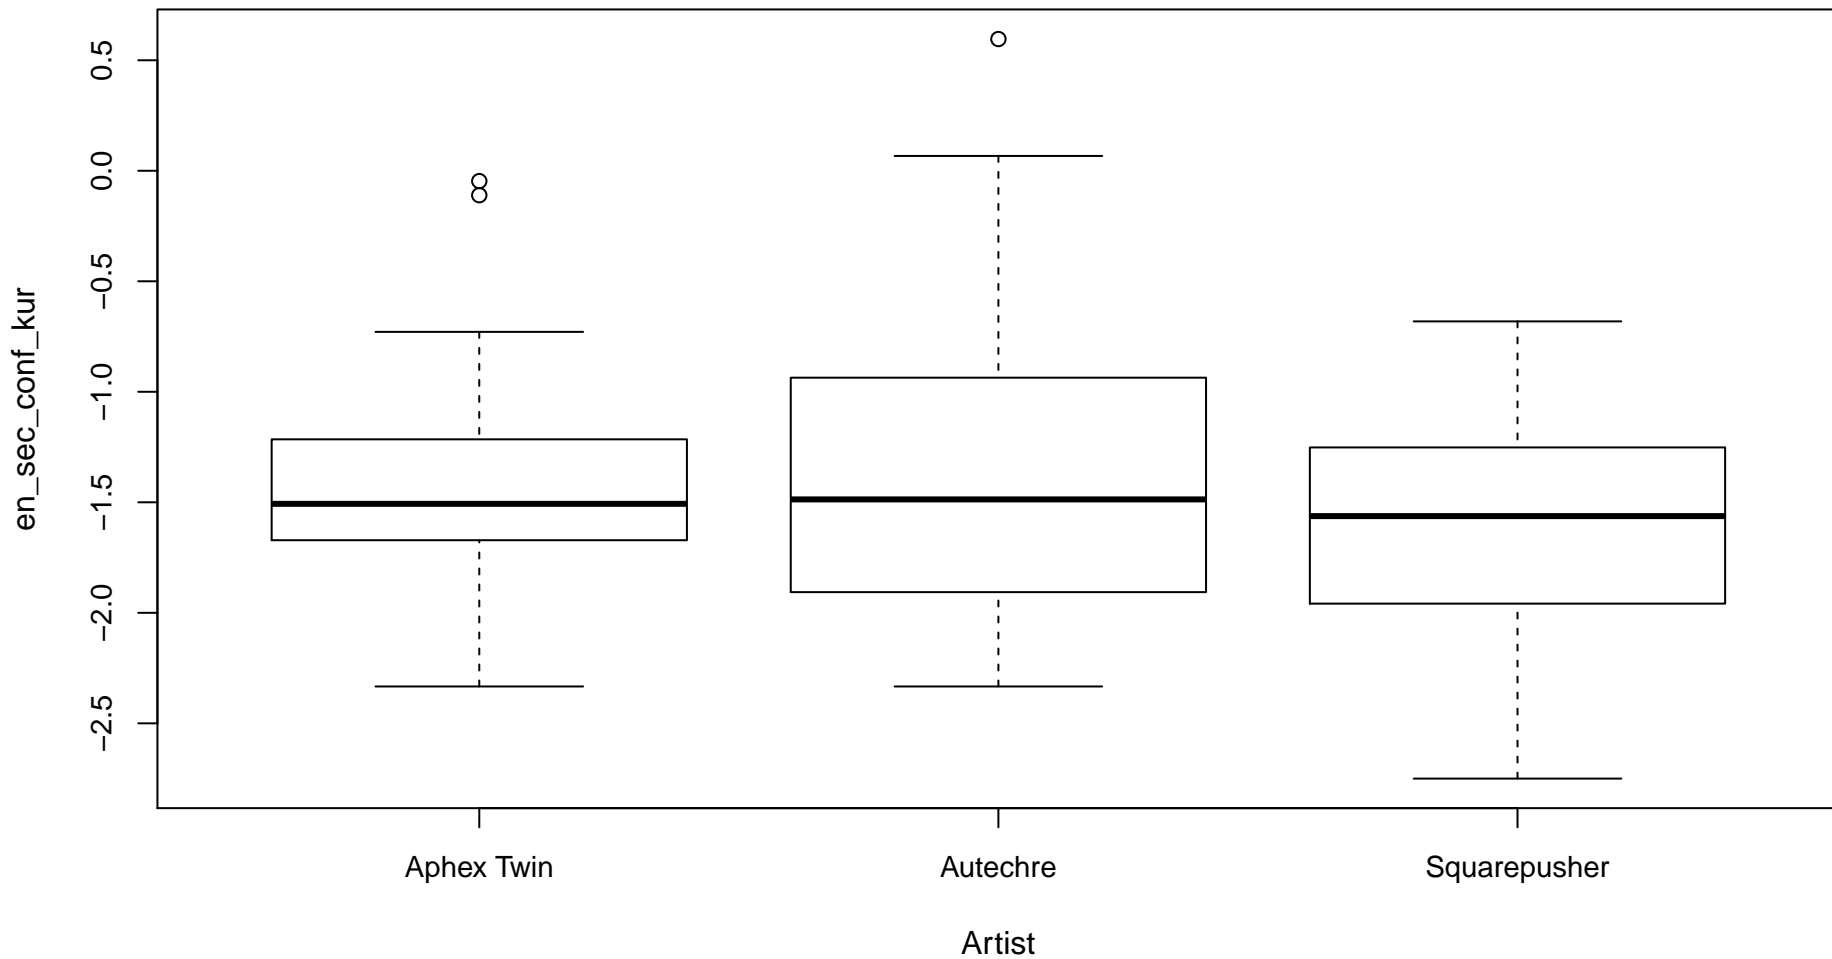 en_sec_conf_kur
0.5
0.0
−0.5
−1.0
−1.5
−2.0
−2.5
Aphex Twin
Autechre
Squarepusher
Artist